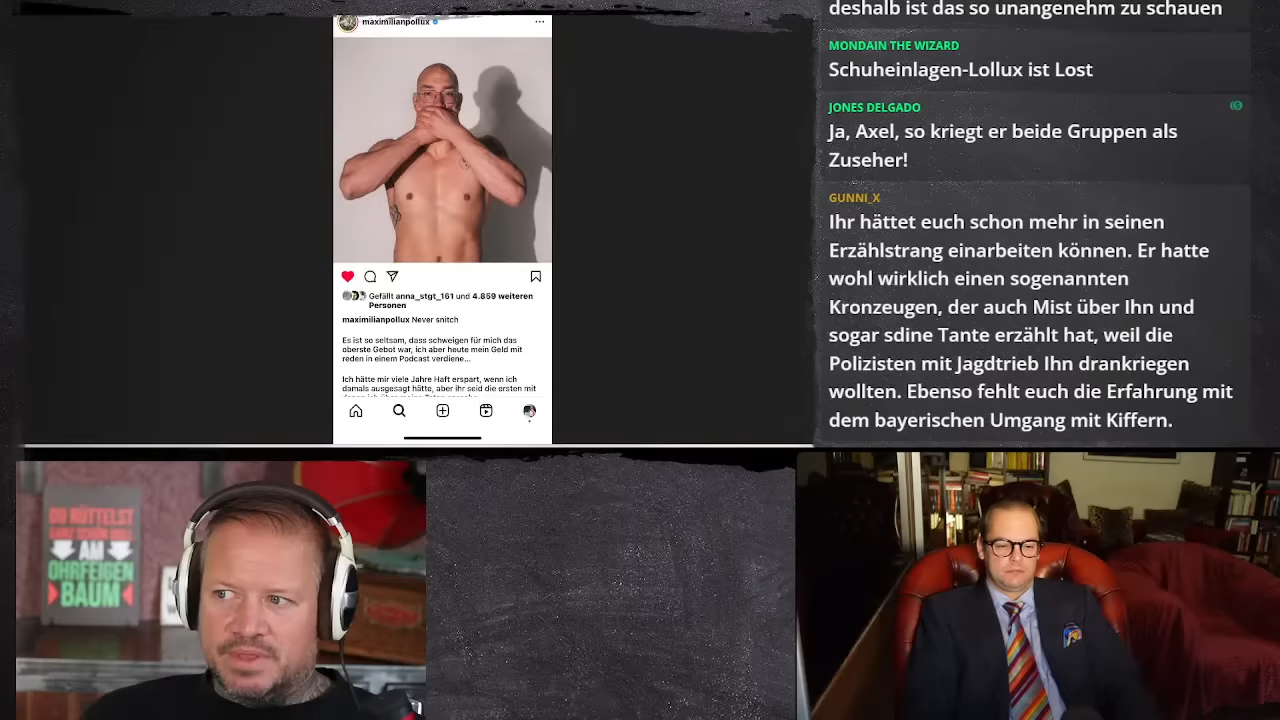 maximilianpollux
Gefällt anna_stgt_161 und 4.859 weiteren
Personen
maximilianpollux Never snitch
Es ist so seltsam, dass schweigen für mich das
oberste Gebot war, ich aber heute mein Geld mit
reden in einem Podcast verdiene...
Ich hätte mir viele Jahre Haft erspart, wenn ich
damals ausgesagt hätte, aber ihr seid die ersten mit
deshalb ist das so unangenehm zu schauen
MONDAIN THE WIZARD
Schuheinlagen-Lollux ist Lost
JONES DELGADO
Ja, Axel, so kriegt er beide Gruppen als
Zuseher!
GUNNI_X
Ihr hättet euch schon mehr in seinen
Erzählstrang einarbeiten können. Er hatte
wohl wirklich einen sogenannten
Kronzeugen, der auch Mist über Ihn und
sogar sdine Tante erzählt hat, weil die
Polizisten mit Jagdtrieb Ihn drankriegen
wollten. Ebenso fehlt euch die Erfahrung mit
dem bayerischen Umgang mit Kiffern.
DU BÜTTELST
GANZ SCHÖN DOLL
AM
OHRFEIGEN
BAUM